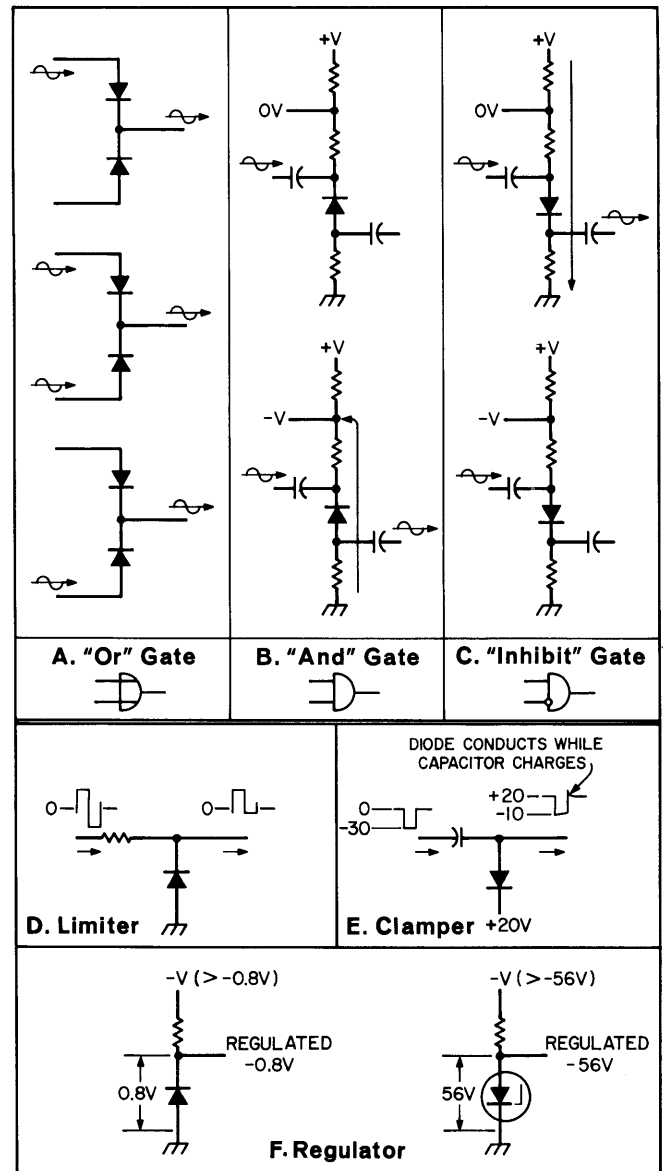 +V
0V
+V
0V
+V
-V
+V
-V
A. "Or" Gate
B. "And" Gate
C. "Inhibit" Gate
0
0
D. Limiter
DIODE CONDUCTS WHILE
CAPACITOR CHARGES
0
-30
+20
-10
E. Clamper +20V
-V (> -0.8V)
REGULATED
-0.8V
0.8V
-V (> -56V)
REGULATED
-56V
56V
F. Regulator